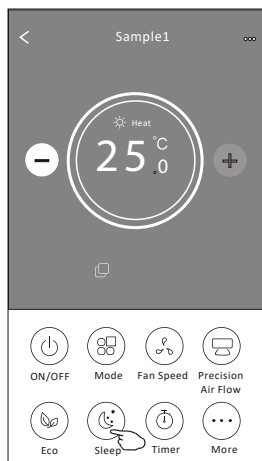 Sample1
Heat
25.0 °C
ON/OFF Mode Fan Speed Precision Air Flow
Eco Sleep Timer More